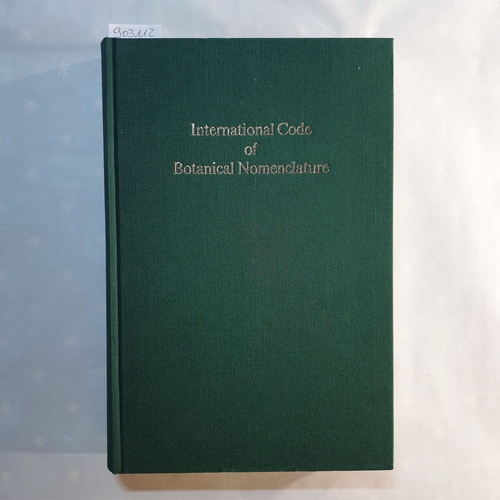 903112
International Code
of
Botanical Nomenclature